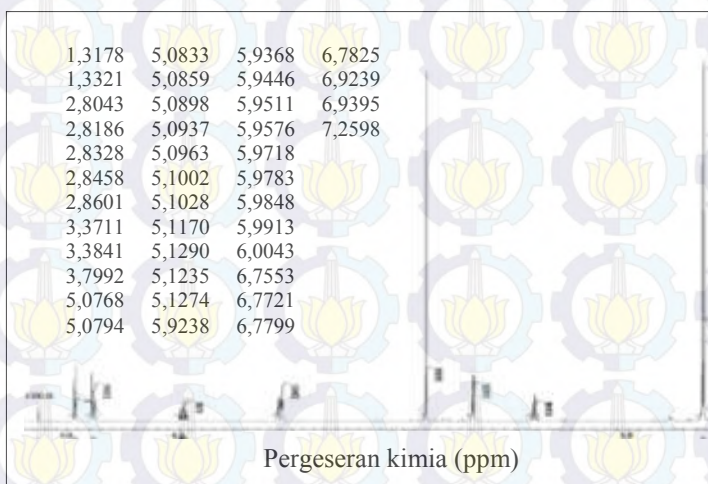 1,3178 5,0833 5,9368 6,7825
1,3321 5,0859 5,9446 6,9239
2,8043 5,0898 5,9511 6,9395
2,8186 5,0937 5,9576 7,2598
2,8328 5,0963 5,9718
2,8458 5,1002 5,9783
2,8601 5,1028 5,9848
3,3711 5,1170 5,9913
3,3841 5,1290 6,0043
3,7992 5,1235 6,7553
5,0768 5,1274 6,7721
5,0794 5,9238 6,7799
Pergeseran kimia (ppm)